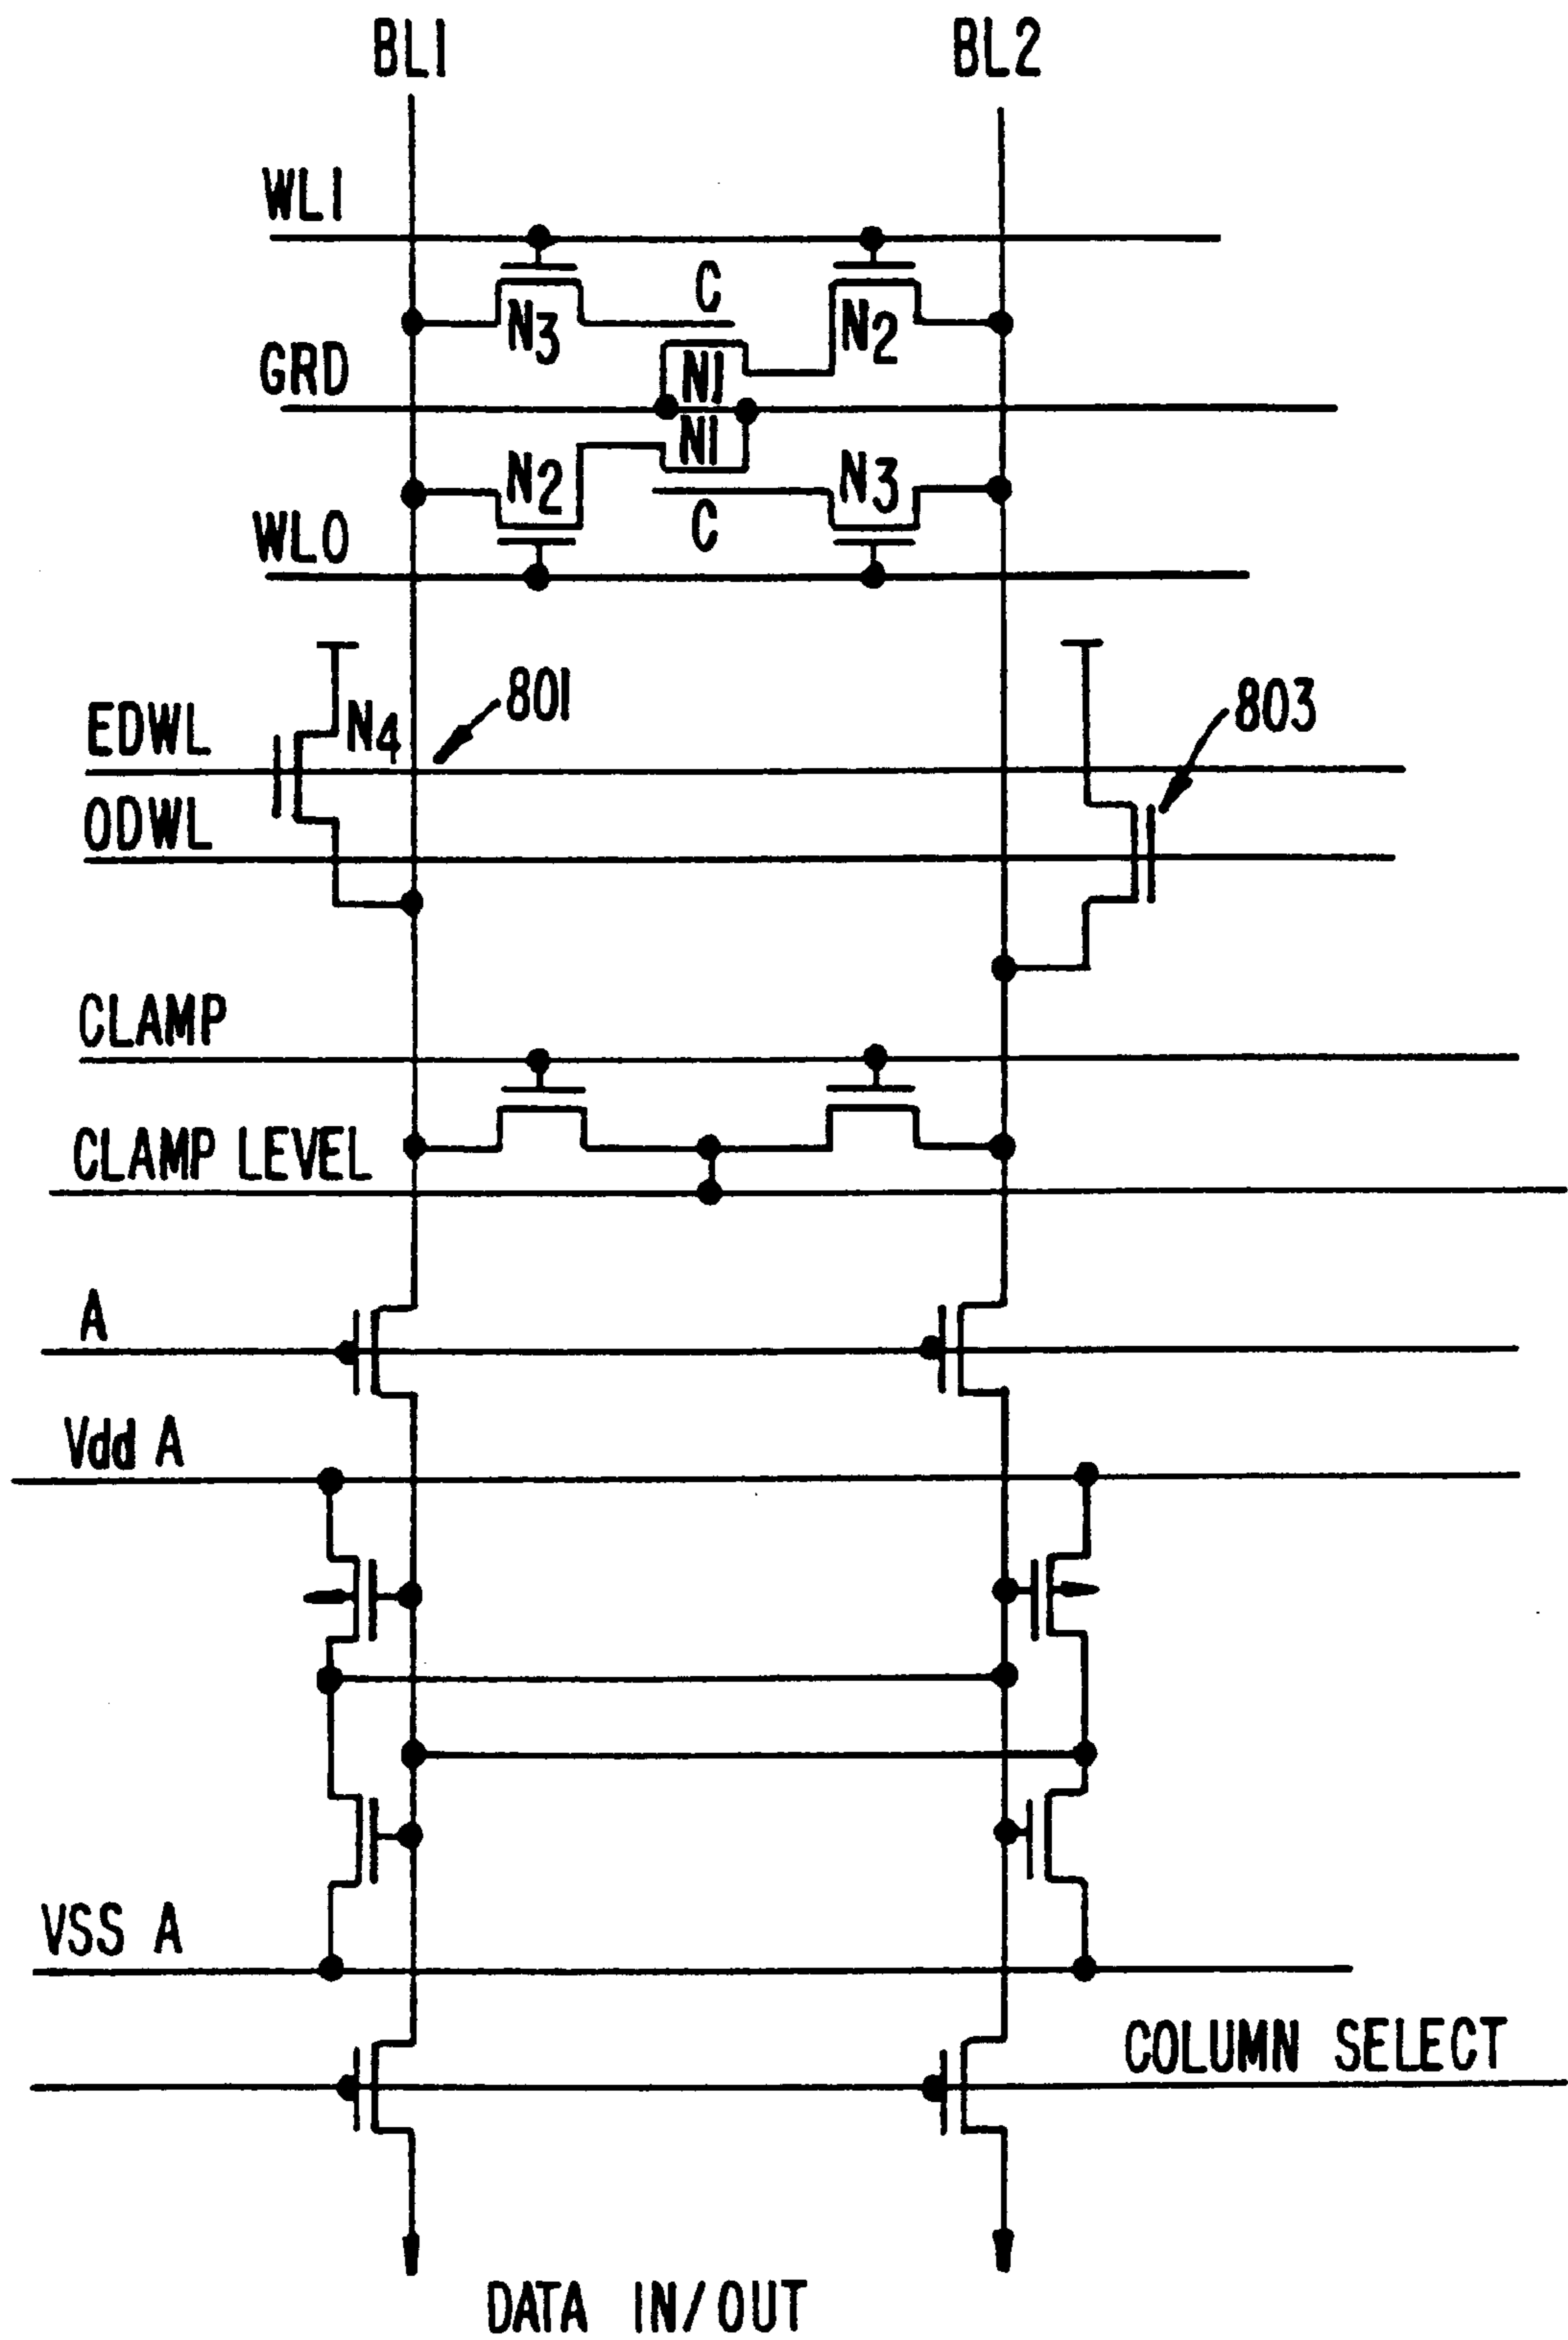 BL1 BL2
WL1
C
N3 N2
GRD N1
N1
N2 N3
WL0 C
801
EDWL N4 803
ODWL
CLAMP
CLAMP LEVEL
A
Vdd A
VSS A
COLUMN SELECT
DATA IN/OUT